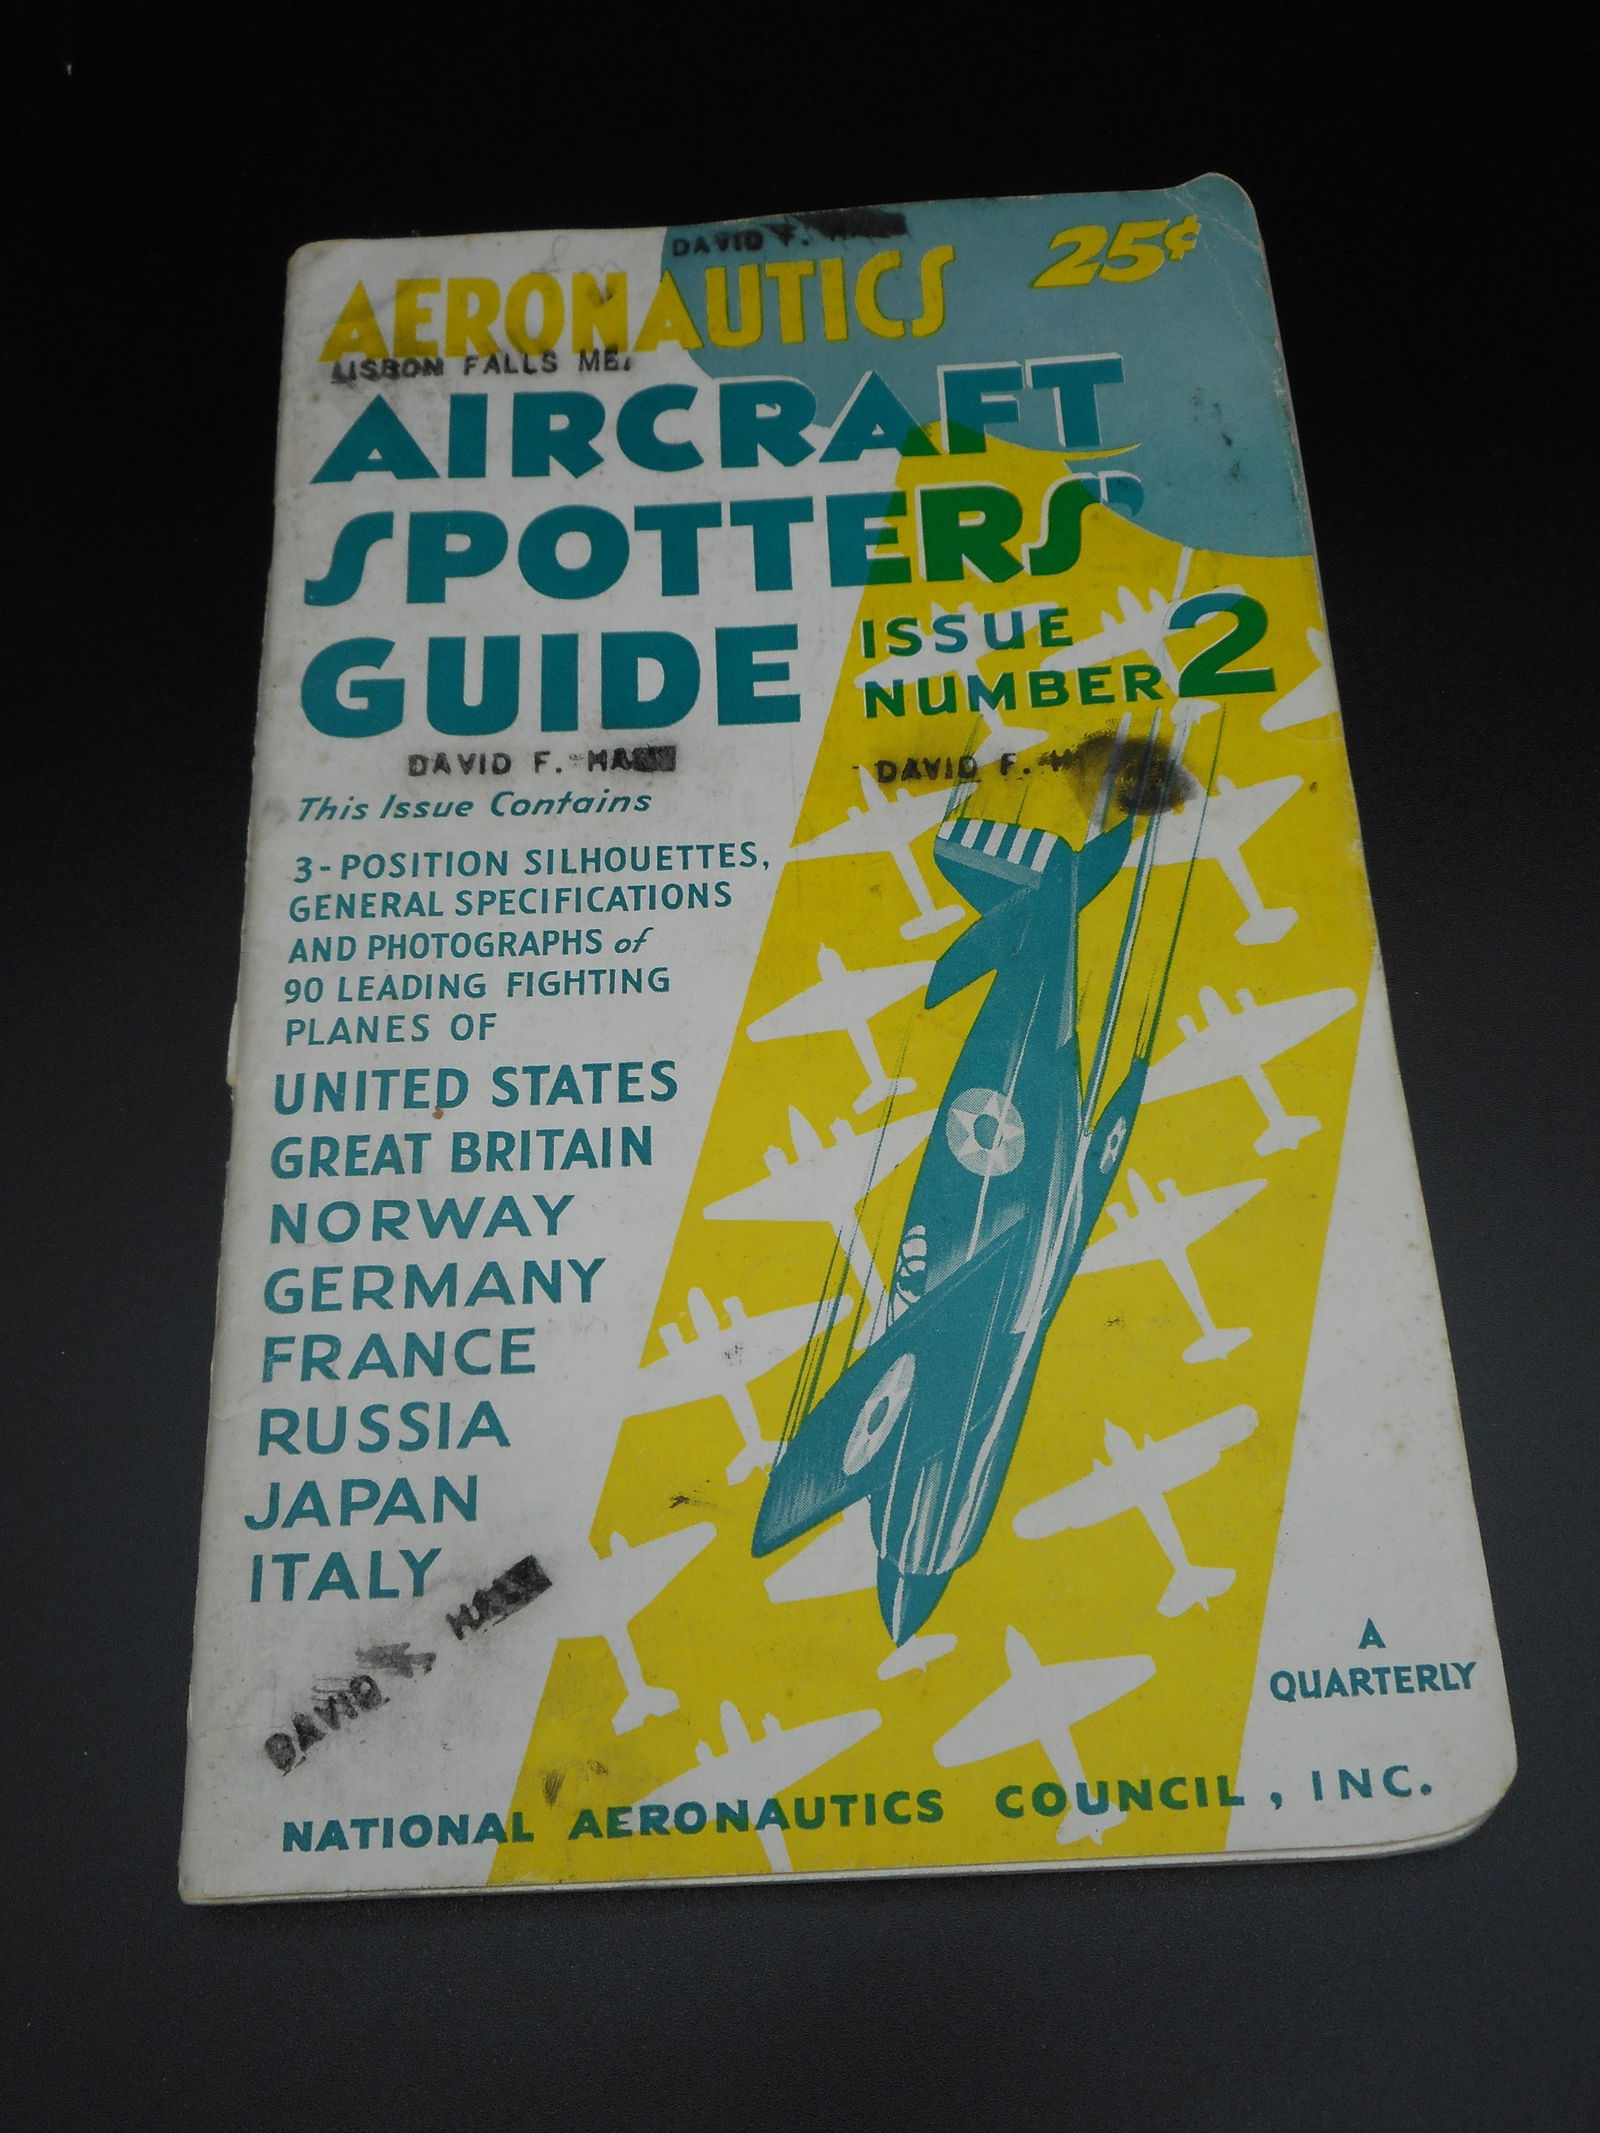 DAVID F.
AERONAUTICS 25¢
LISBON FALLS ME.
AIRCRAFT
SPOTTERS'
GUIDE
ISSUE
NUMBER 2
DAVID F.
DAVID F.
This Issue Contains
3-POSITION SILHOUETTES,
GENERAL SPECIFICATIONS
AND PHOTOGRAPHS of
90 LEADING FIGHTING
PLANES OF
UNITED STATES
GREAT BRITAIN
NORWAY
GERMANY
FRANCE
RUSSIA
JAPAN
ITALY
DAVID F.
A
QUARTERLY
NATIONAL AERONAUTICS COUNCIL, INC.